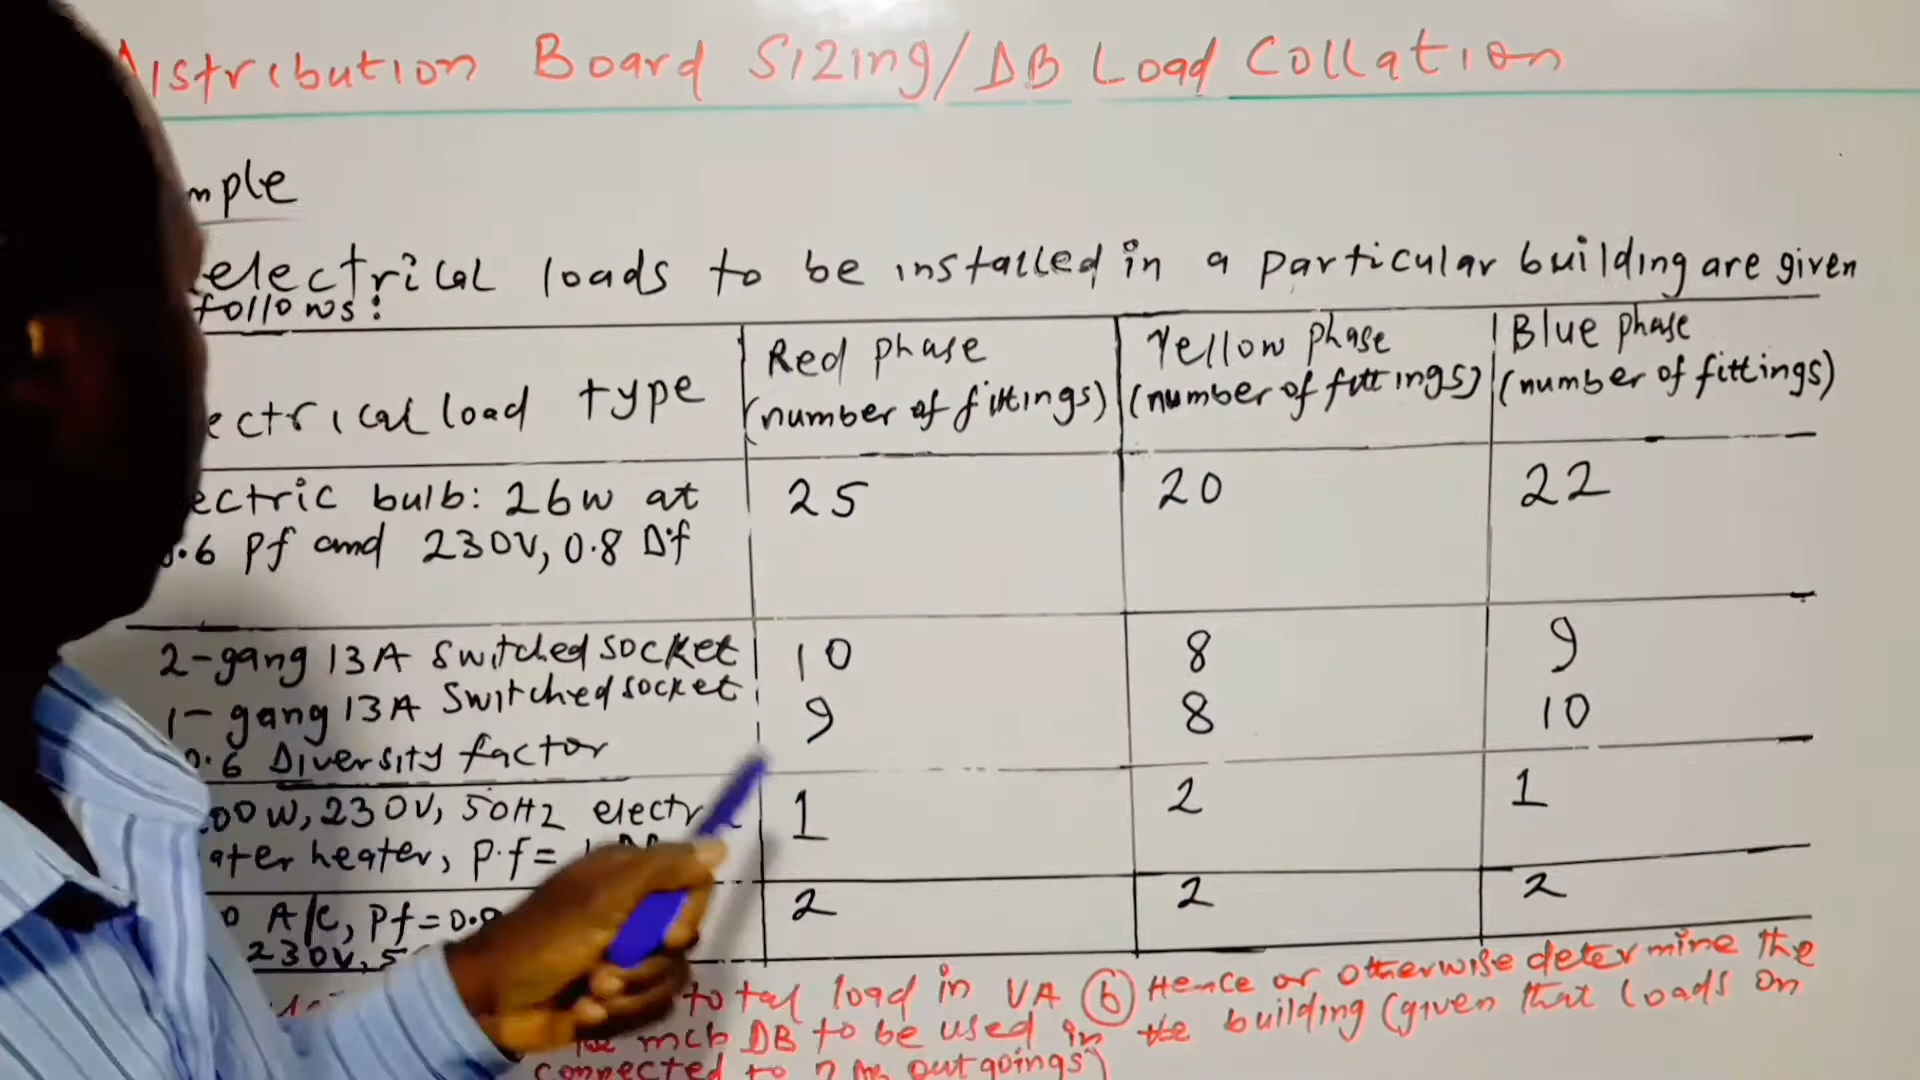 Distribution Board Sizing/DB Load Collation
mple
electrical loads to be installed in a particular building are given
follows:
ectrical load type
Red phase
(number of fittings)
Yellow phase
(number of fittings)
Blue phase
(number of fittings)
ectric bulb: 26w at
0.6 Pf and 230V, 0.8 Df
25
20
22
2-gang 13A Switched socket
10
8
9
1-gang 13A Switched socket
9
8
10
0.6 Diversity factor
00W, 230V, 50Hz electr
ater heater, p.f=
1
2
1
A/C, Pf=0.
230V, 5
2
2
2
total load in VA (b) Hence or otherwise determine the
mcb DB to be used in the building (given that loads on
connected to outgoings)